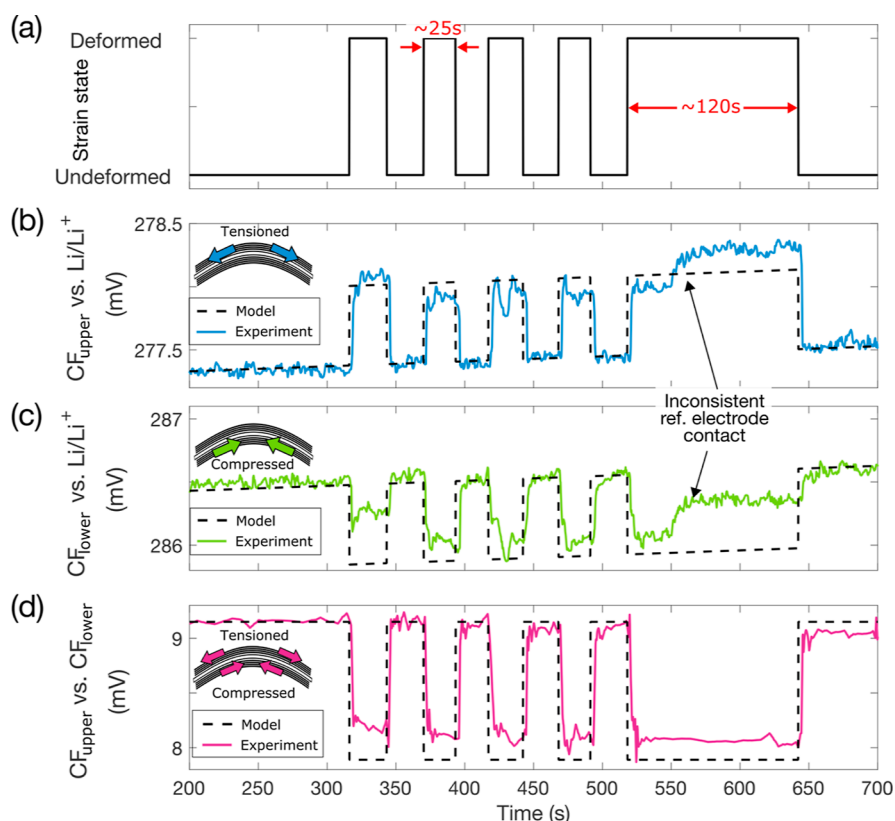 (a)
Deformed
Strain state
Undeformed
~25s
~120s
(b)
278.5
277.5
CF_upper vs. Li/Li^+
(mV)
Tensioned
Model
Experiment
Inconsistent
ref. electrode
contact
(c)
287
286
CF_lower vs. Li/Li^+
(mV)
Compressed
Model
Experiment
(d)
9
8
CF_upper vs. CF_lower
(mV)
Tensioned
Compressed
Model
Experiment
200 250 300 350 400 450 500 550 600 650 700
Time (s)